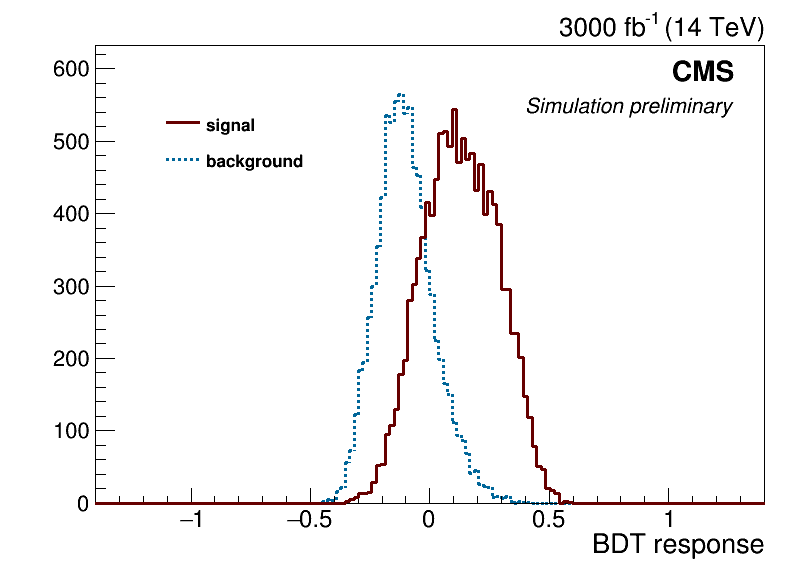 3000 fb⁻¹ (14 TeV)
CMS
Simulation preliminary
signal
background
600
500
400
300
200
100
0
−1 −0.5 0 0.5 1
BDT response